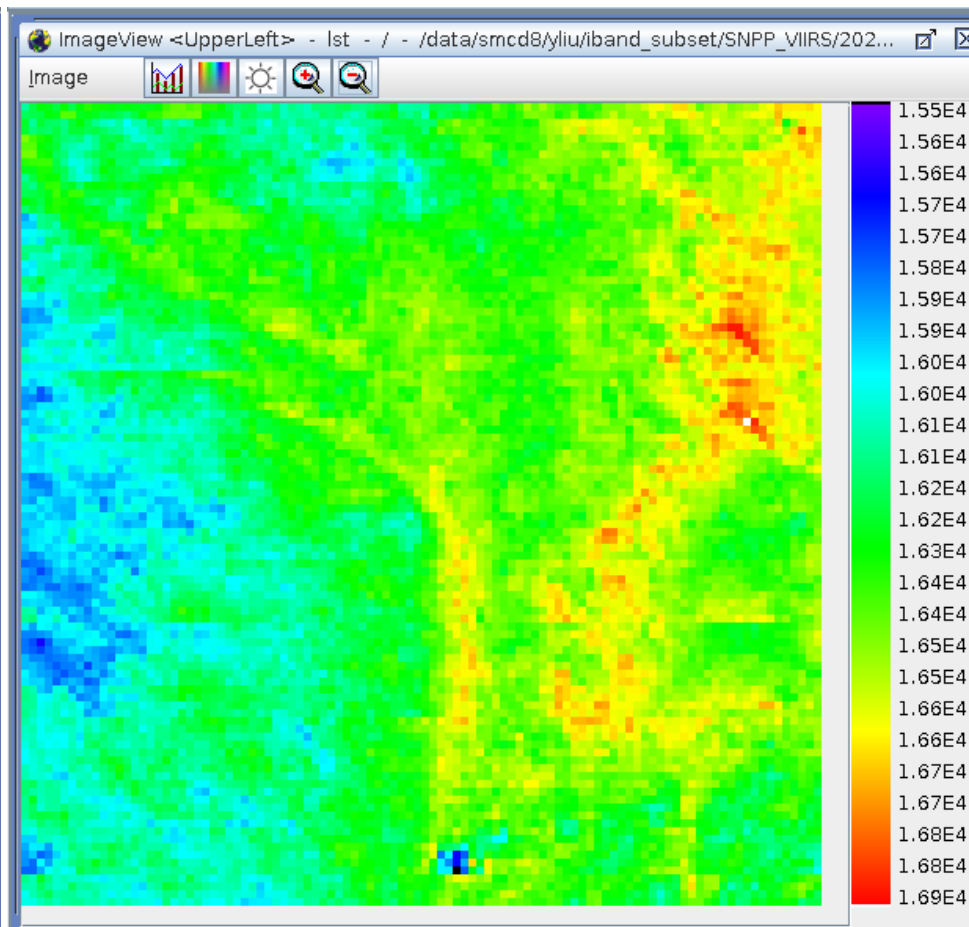 ImageView <UpperLeft> - lst - / - /data/smcd8/yliu/iband_subset/SNPP_VIIRS/202...
Image
1.55E4
1.56E4
1.56E4
1.57E4
1.57E4
1.58E4
1.59E4
1.59E4
1.60E4
1.60E4
1.61E4
1.61E4
1.62E4
1.62E4
1.63E4
1.64E4
1.64E4
1.65E4
1.65E4
1.66E4
1.66E4
1.67E4
1.67E4
1.68E4
1.68E4
1.69E4